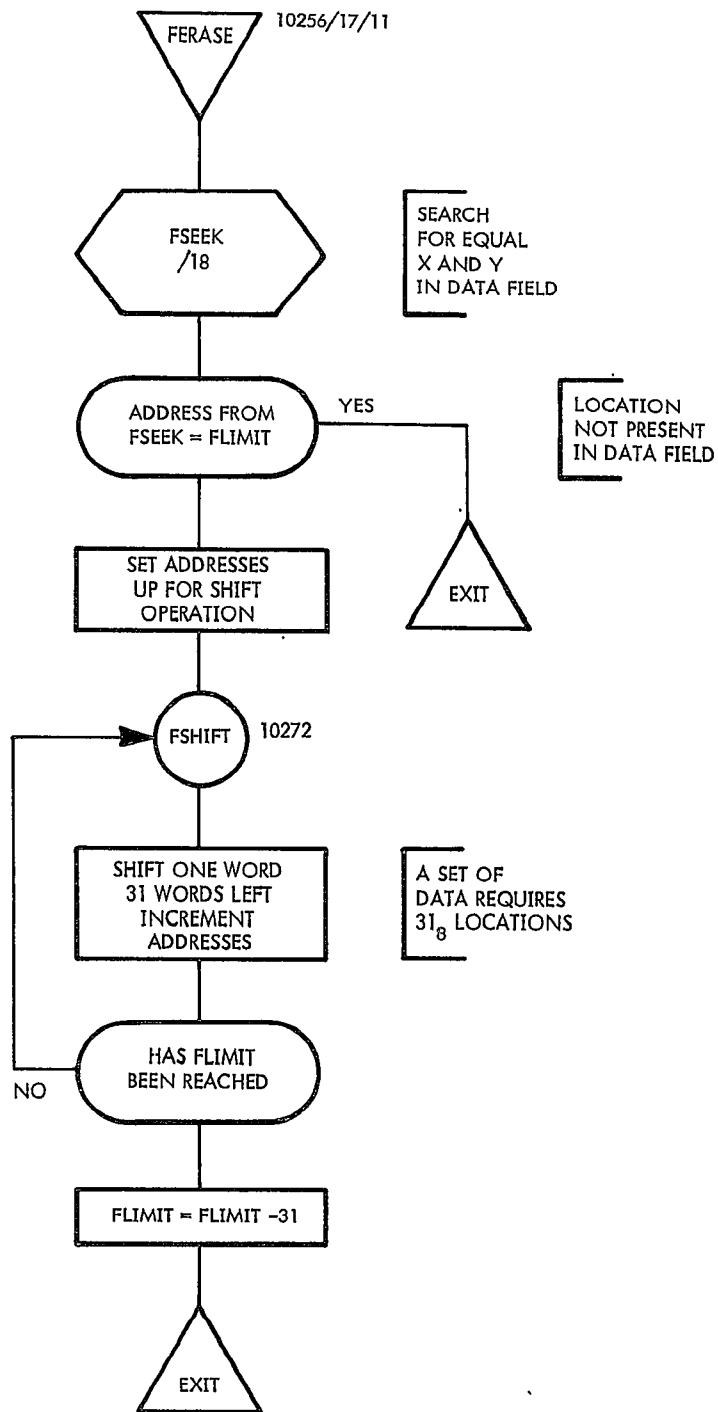 FERASE
10256/17/11
FSEEK
/18
SEARCH
FOR EQUAL
X AND Y
IN DATA FIELD
ADDRESS FROM
FSEEK = FLIMIT
YES
LOCATION
NOT PRESENT
IN DATA FIELD
SET ADDRESSES
UP FOR SHIFT
OPERATION
EXIT
FSHIFT
10272
SHIFT ONE WORD
31 WORDS LEFT
INCREMENT
ADDRESSES
A SET OF
DATA REQUIRES
31₈ LOCATIONS
HAS FLIMIT
BEEN REACHED
NO
FLIMIT = FLIMIT -31
EXIT